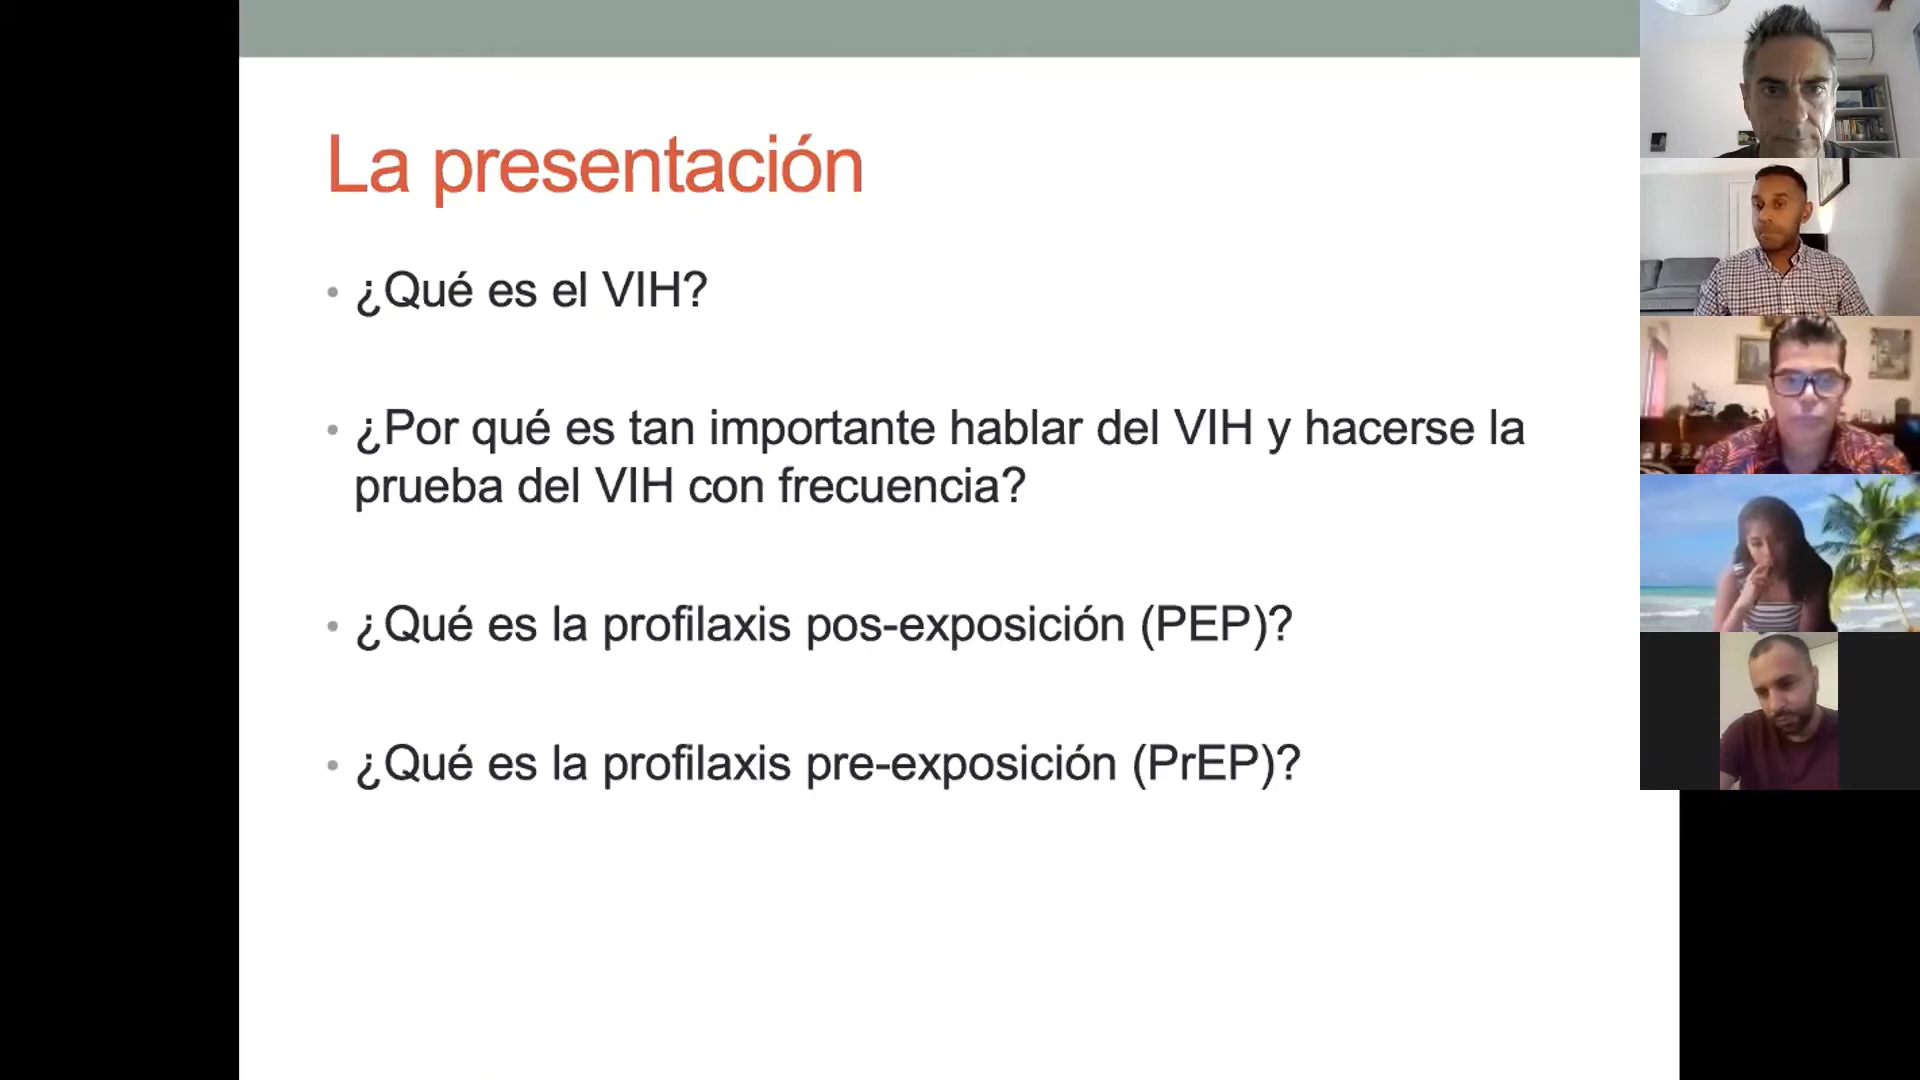 La presentación
• ¿Qué es el VIH?
• ¿Por qué es tan importante hablar del VIH y hacerse la
prueba del VIH con frecuencia?
• ¿Qué es la profilaxis pos-exposición (PEP)?
• ¿Qué es la profilaxis pre-exposición (PrEP)?